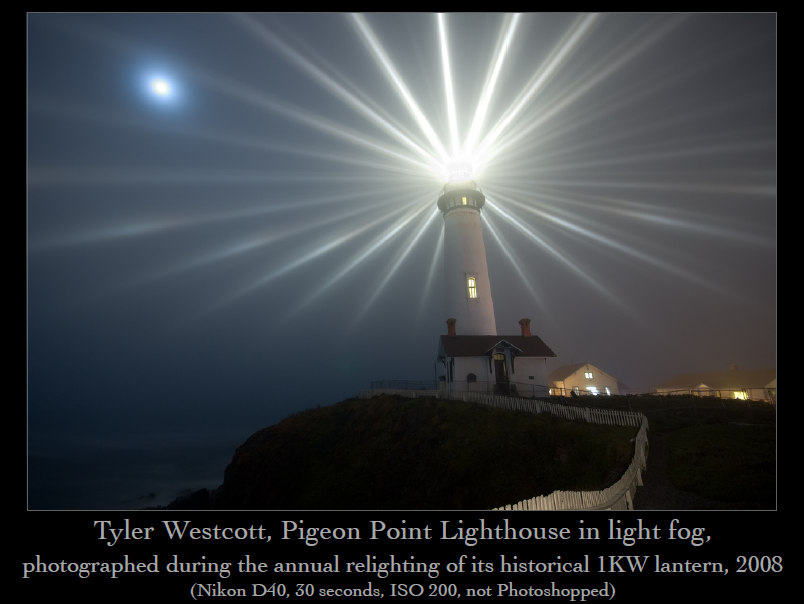 Tyler Westcott, Pigeon Point Lighthouse in light fog,
photographed during the annual relighting of its historical 1KW lantern, 2008
(Nikon D40, 30 seconds, ISO 200, not Photoshopped)